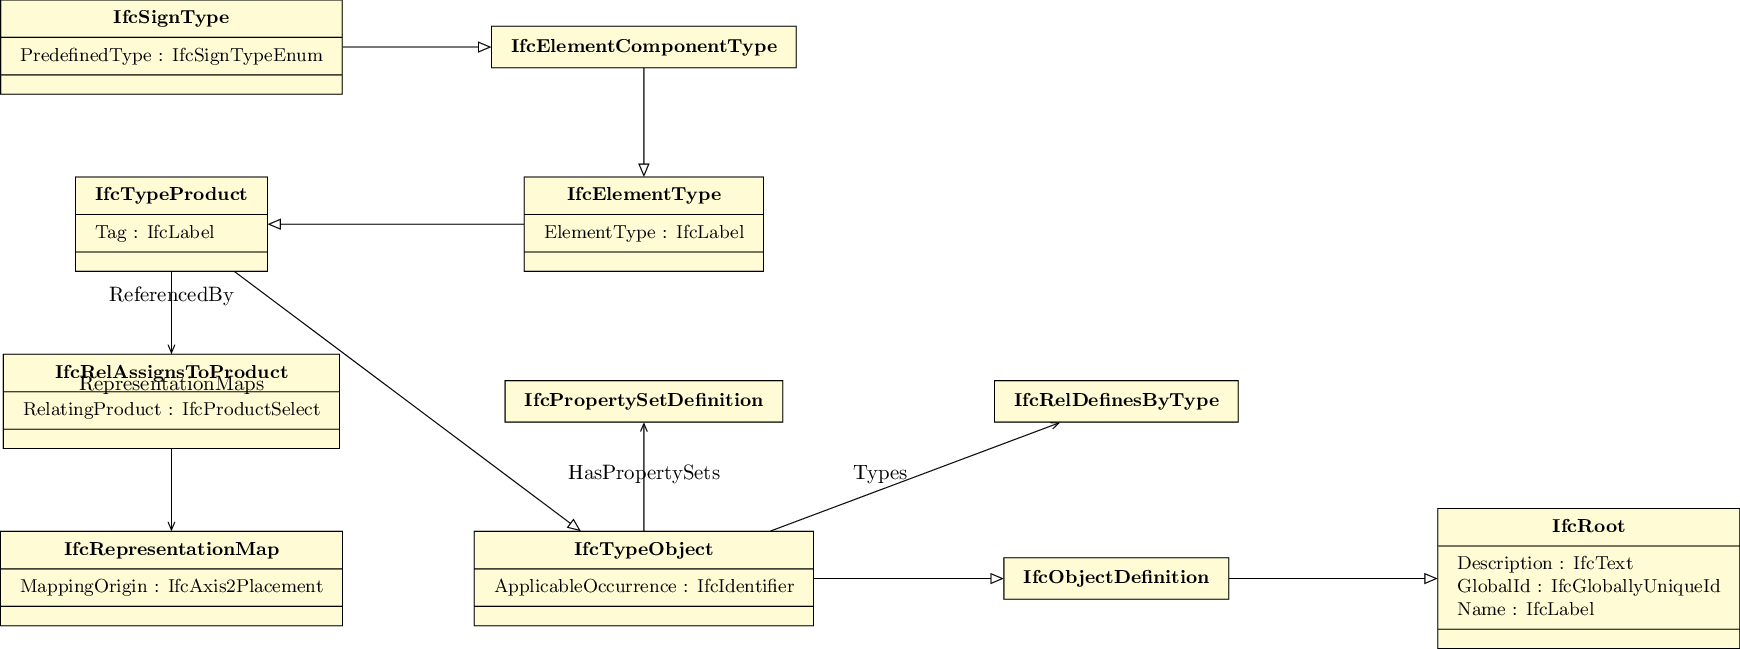 IfcSignType
PredefinedType : IfcSignTypeEnum
IfcElementComponentType
IfcTypeProduct
Tag : IfcLabel
IfcElementType
ElementType : IfcLabel
ReferencedBy
IfcRelAssignsToProduct
RepresentationMaps
RelatingProduct : IfcProductSelect
IfcPropertySetDefinition
IfcRelDefinesByType
HasPropertySets
Types
IfcRepresentationMap
MappingOrigin : IfcAxis2Placement
IfcTypeObject
ApplicableOccurrence : IfcIdentifier
IfcObjectDefinition
IfcRoot
Description : IfcText
GlobalId : IfcGloballyUniqueId
Name : IfcLabel